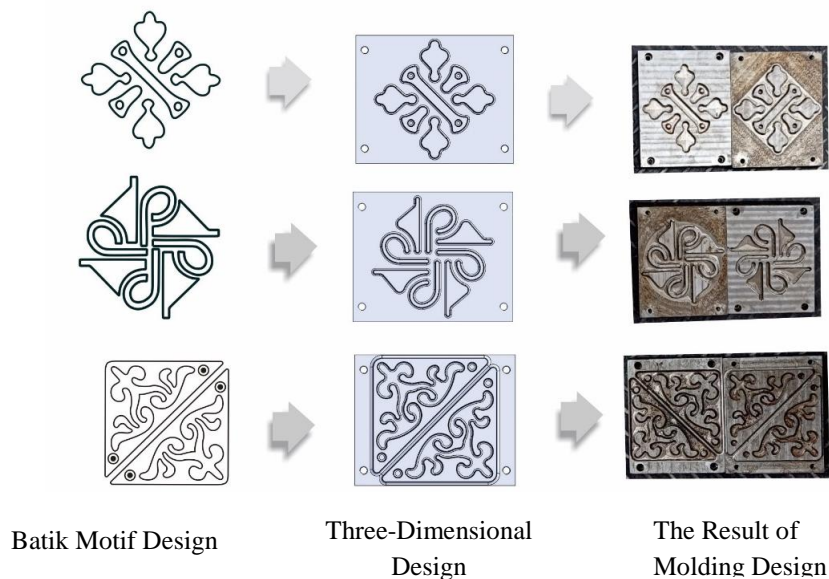 Batik Motif Design
Three-Dimensional
Design
The Result of
Molding Design